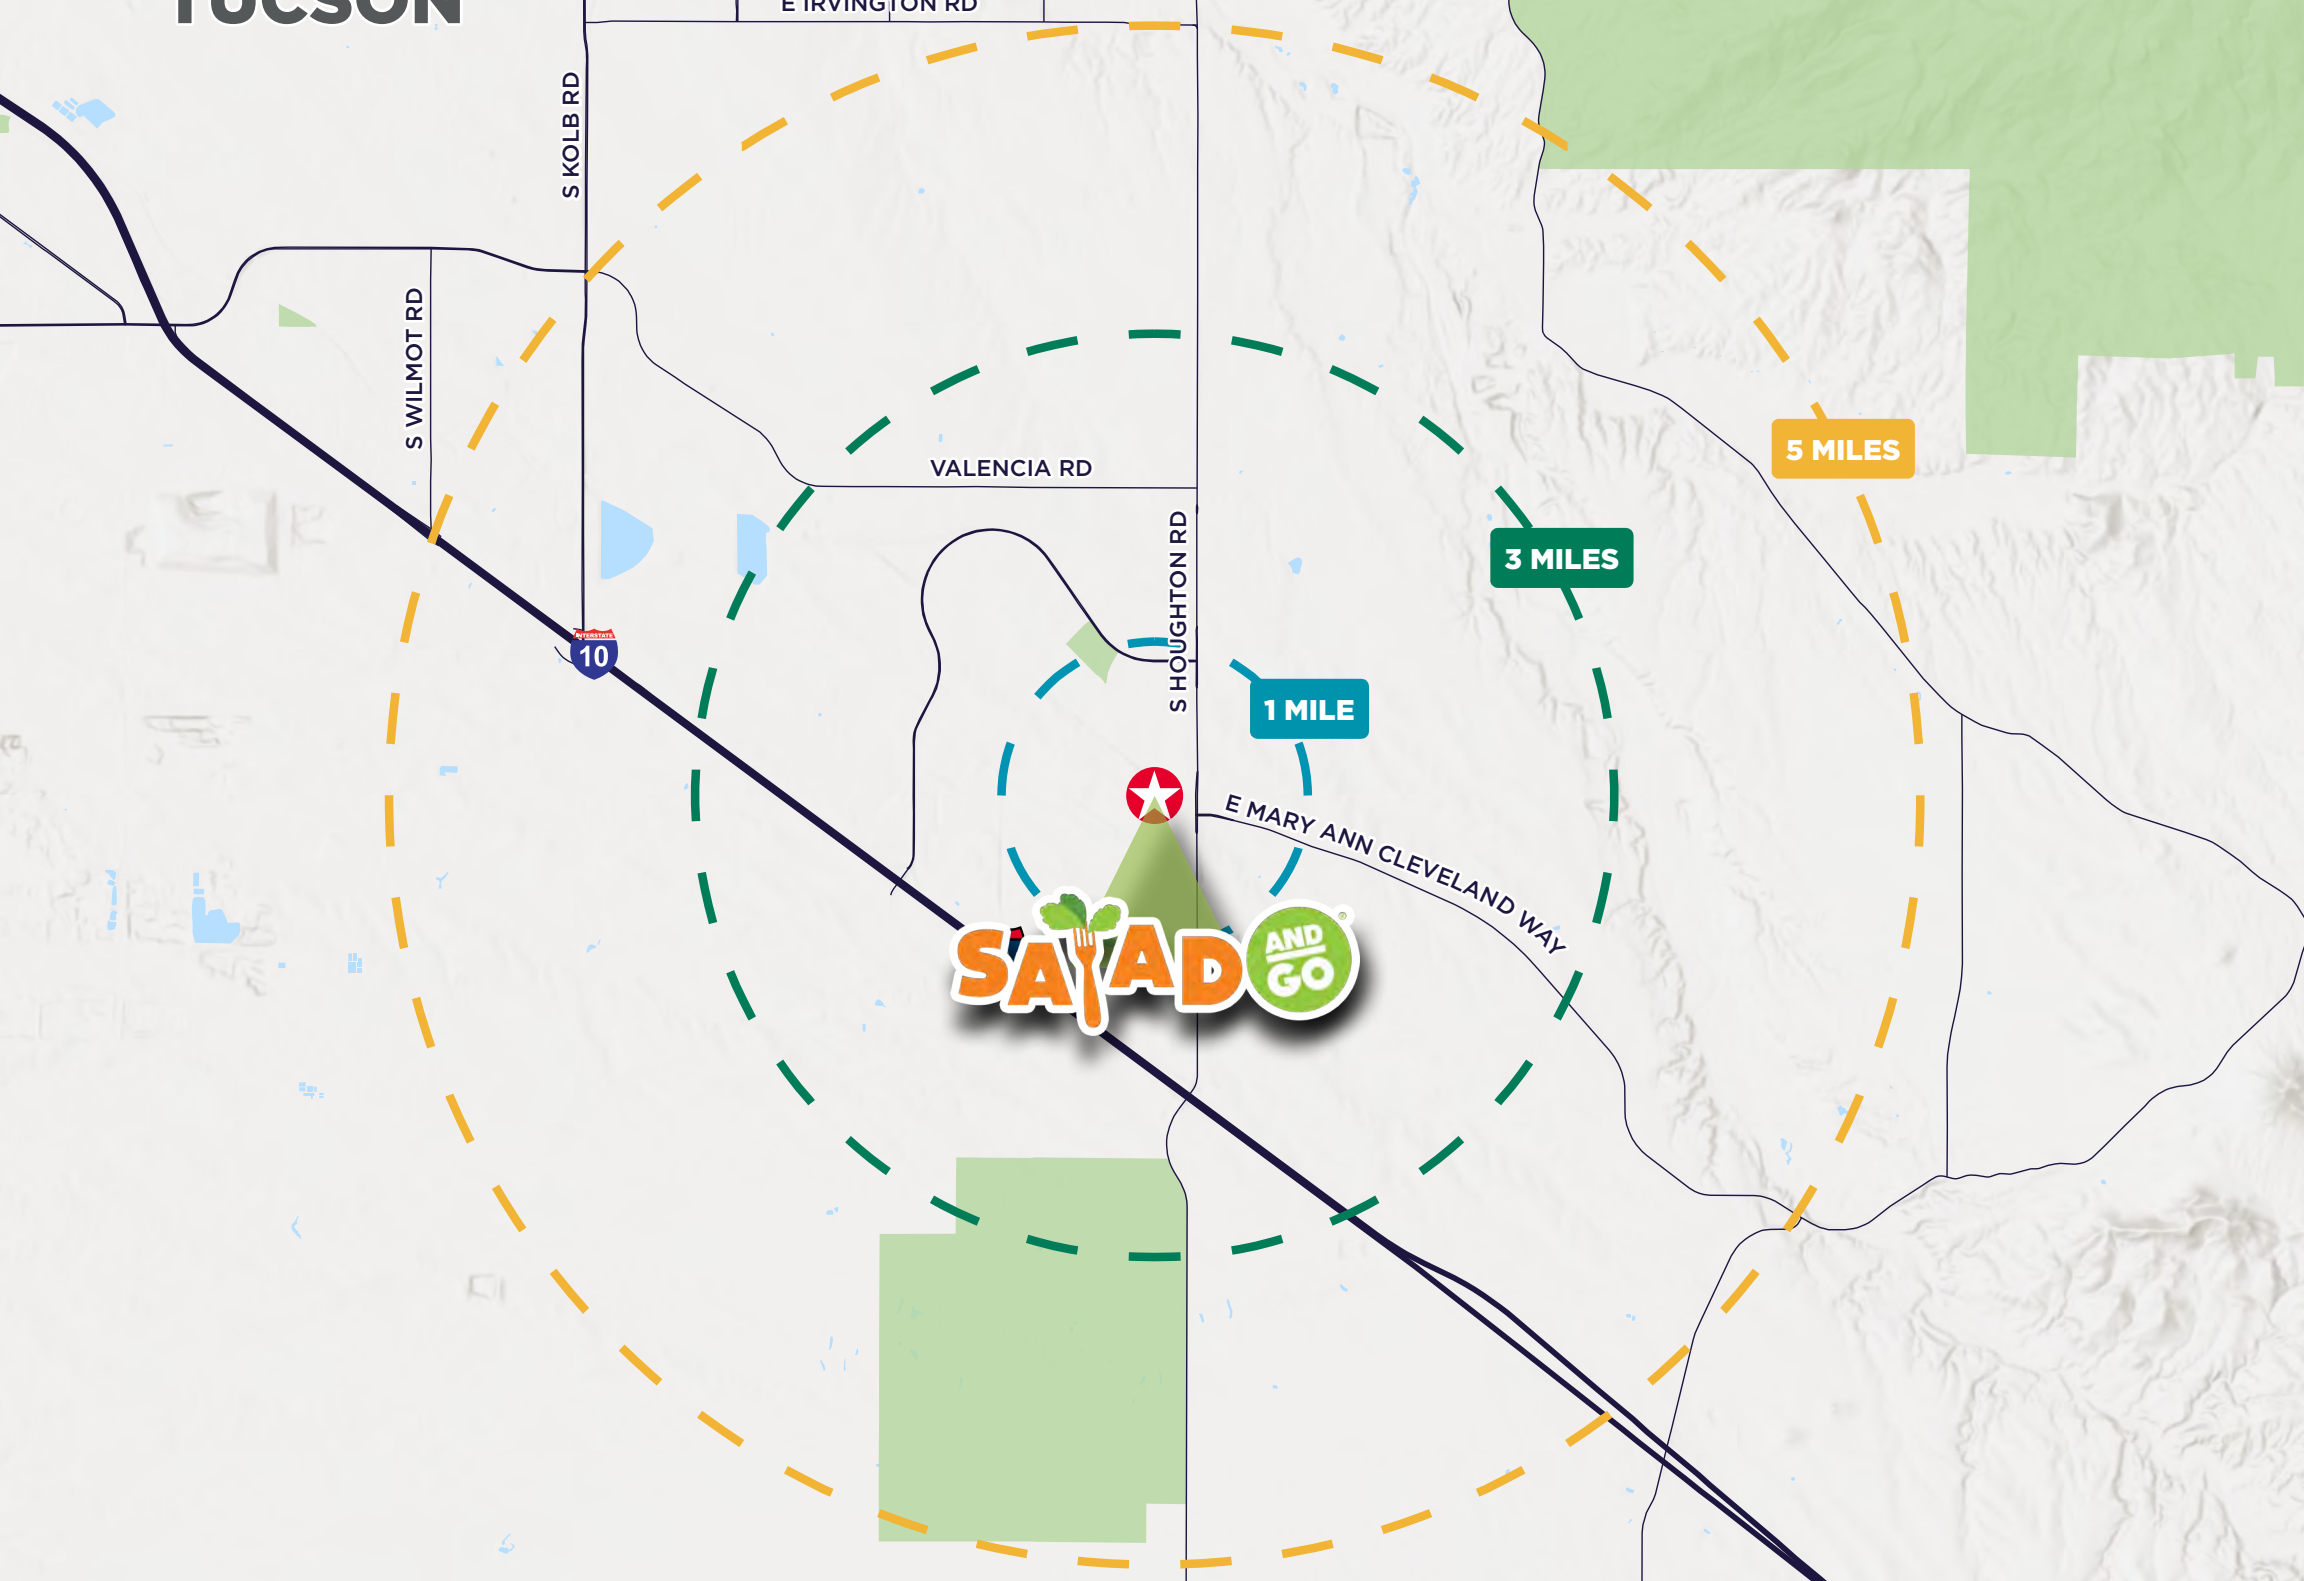 TUCSON
E IRVINGTON RD
S KOLB RD
S WILMOT RD
VALENCIA RD
5 MILES
3 MILES
S HOUGHTON RD
INTERSTATE
10
1 MILE
E MARY ANN CLEVELAND WAY
SALAD
AND
GO
®